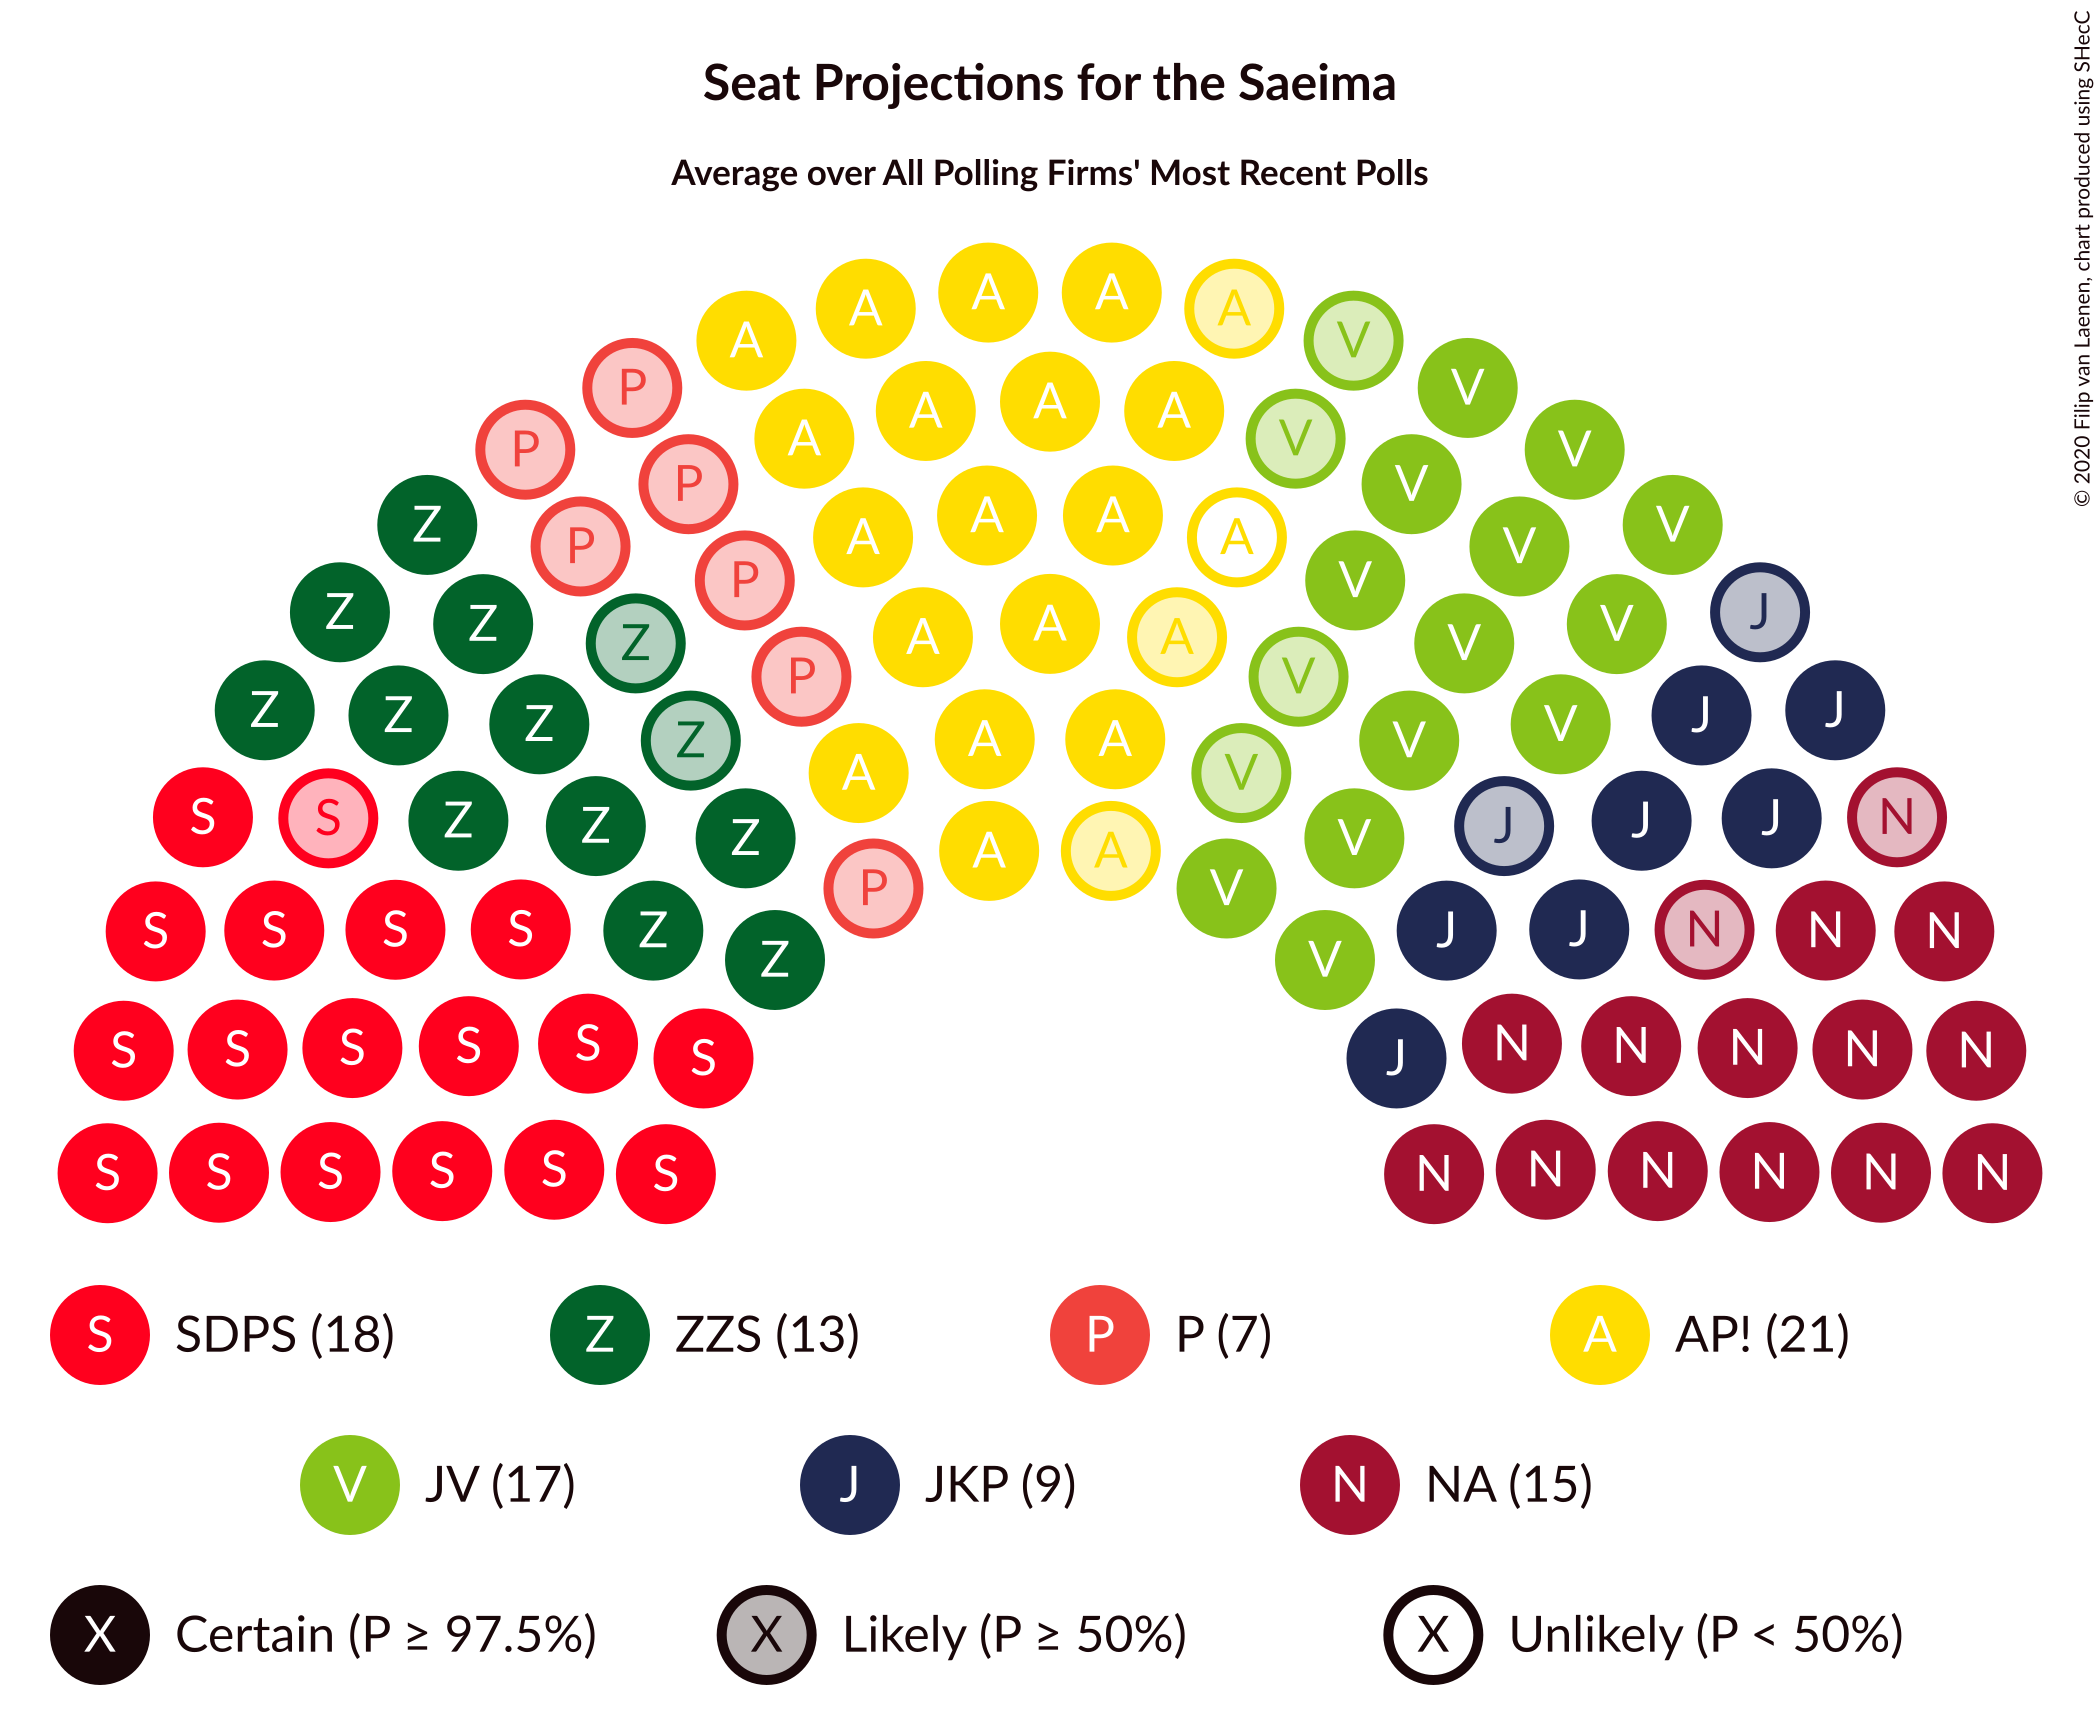 Seat Projections for the Saeima
Average over All Polling Firms' Most Recent Polls
© 2020 Filip van Laenen, chart produced using SHecC
A A A A A V
A V
P A A A A V V
P P A V V
Z P A A A A V V V
Z Z Z P A A A V V V J
Z Z Z Z P A A A V V V J J
S S Z Z Z A A A V V J J J N
S S S S Z Z P V V J J N N N
S S S S S S J N N N N N
S S S S S S N N N N N N
S SDPS (18) Z ZZS (13) P P (7) A AP! (21)
V JV (17) J JKP (9) N NA (15)
X Certain (P ≥ 97.5%) X Likely (P ≥ 50%) X Unlikely (P < 50%)